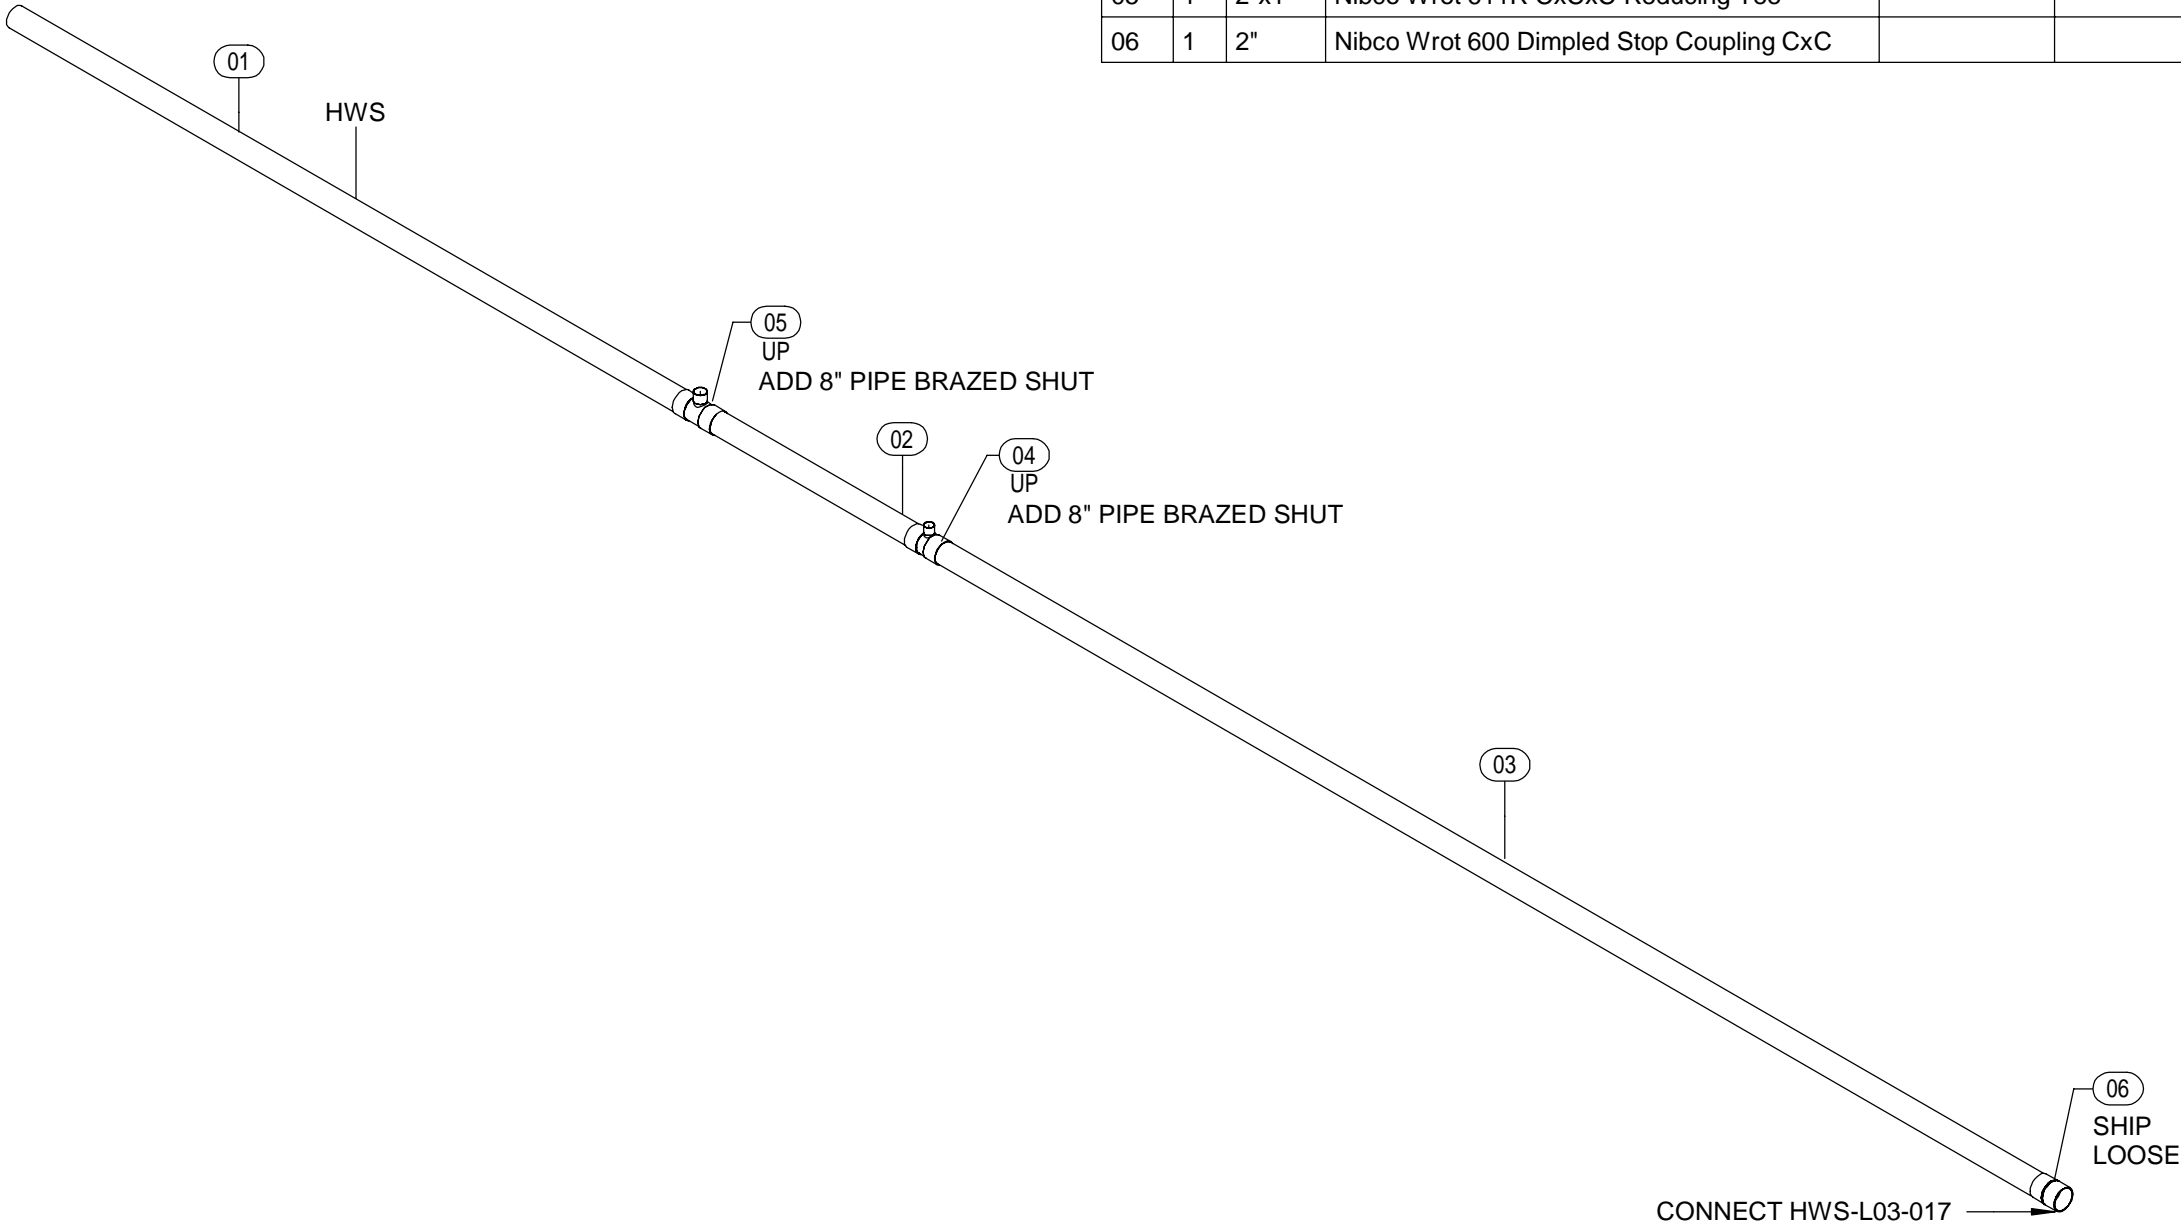 06 1 2" Nibco Wrot 600 Dimpled Stop Coupling CxC
01
HWS
05
UP
ADD 8" PIPE BRAZED SHUT
02
04
UP
ADD 8" PIPE BRAZED SHUT
03
06
SHIP
LOOSE
CONNECT HWS-L03-017